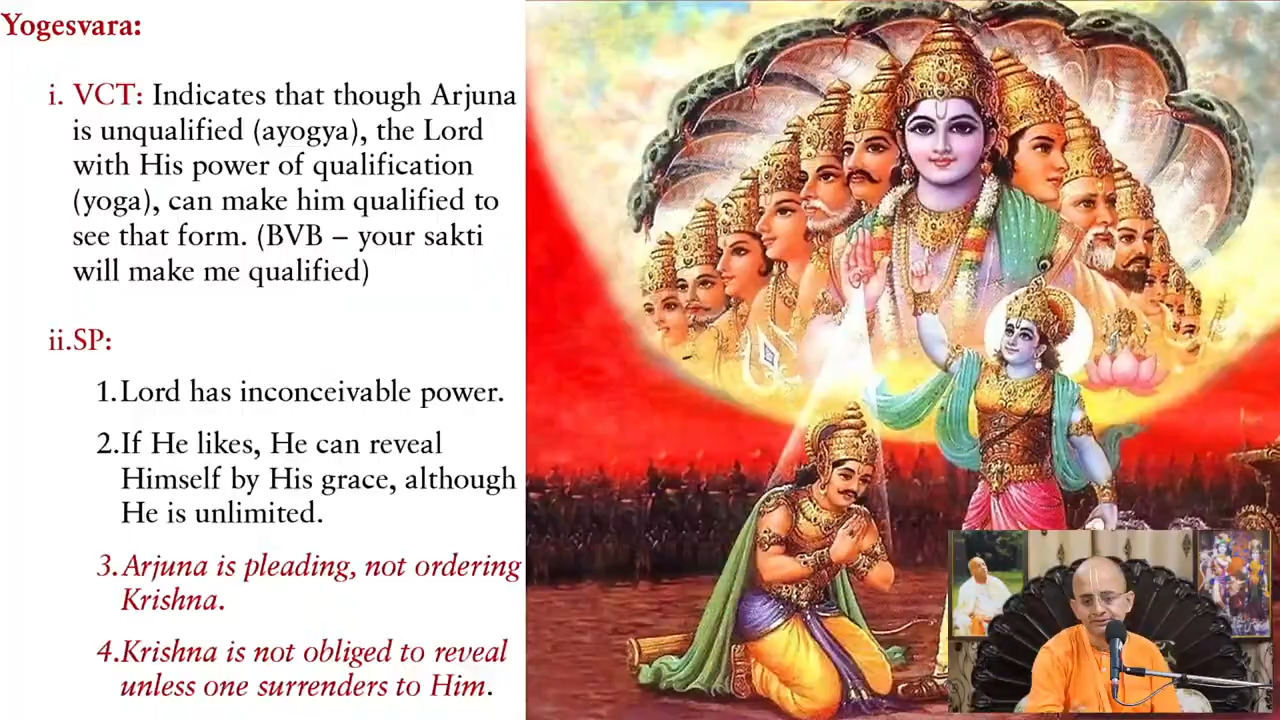 Yogesvara:
i. VCT: Indicates that though Arjuna
is unqualified (ayogya), the Lord
with His power of qualification
(yoga), can make him qualified to
see that form. (BVB – your sakti
will make me qualified)
ii.SP:
1.Lord has inconceivable power.
2.If He likes, He can reveal
Himself by His grace, although
He is unlimited.
3.Arjuna is pleading, not ordering
Krishna.
4.Krishna is not obliged to reveal
unless one surrenders to Him.